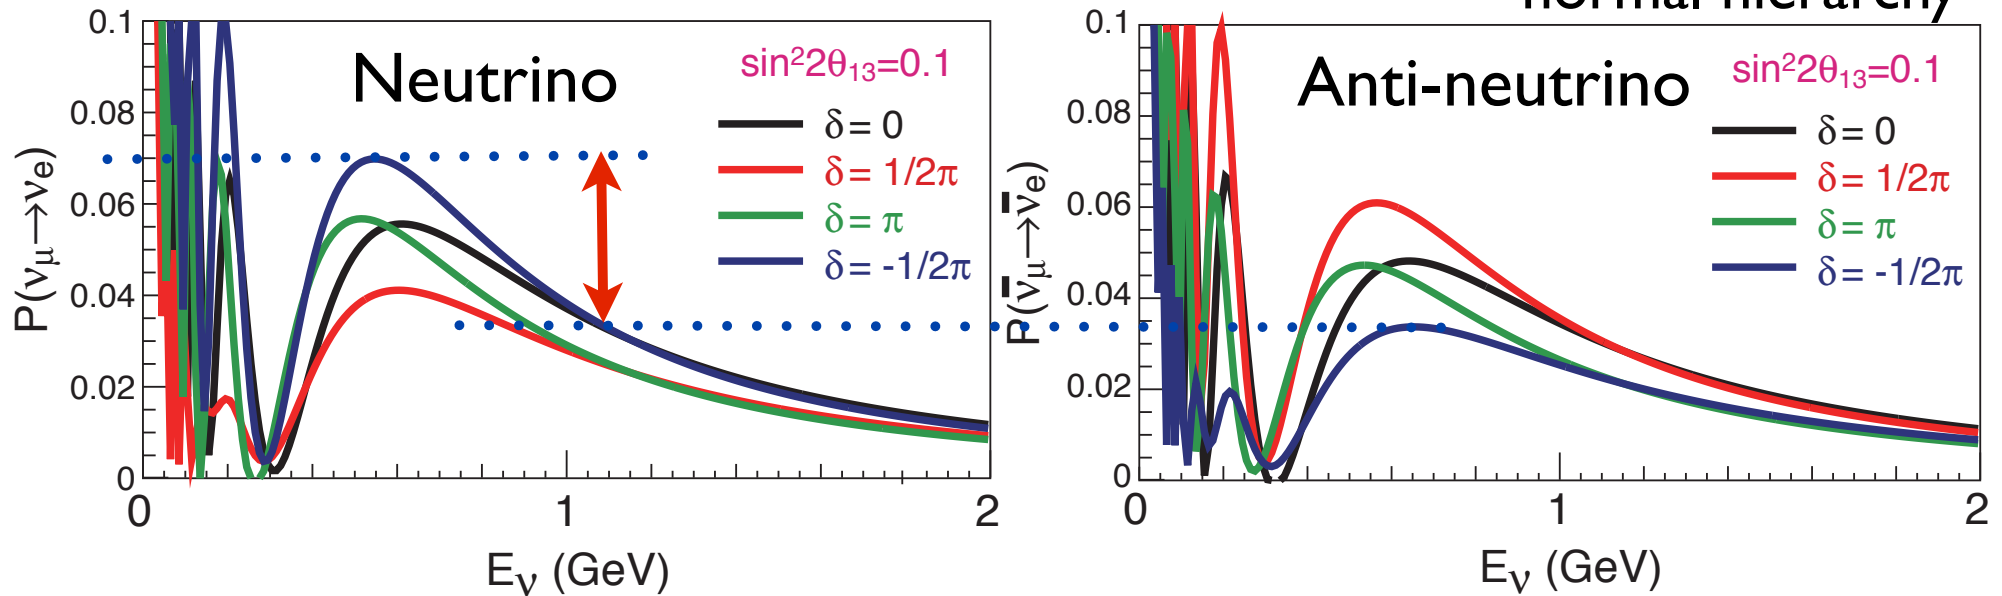 normal hierarchy
Neutrino
sin²2θ₁₃=0.1
δ = 0
δ = 1/2π
δ = π
δ = -1/2π
P(νμ→νe)
0.1
0.08
0.06
0.04
0.02
0
0 1 2
Eν (GeV)
Anti-neutrino
sin²2θ₁₃=0.1
δ = 0
δ = 1/2π
δ = π
δ = -1/2π
P(ν̄μ→ν̄e)
0.1
0.08
0.06
0.04
0.02
0
0 1 2
Eν (GeV)